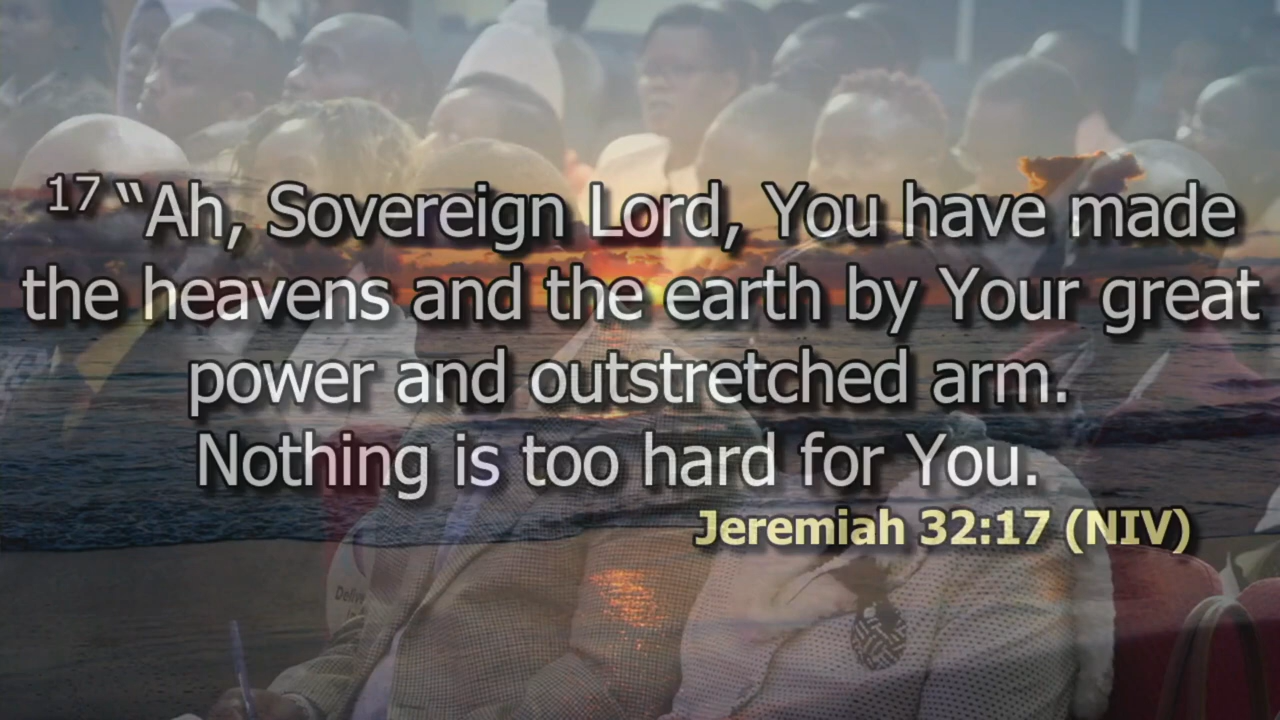 17 “Ah, Sovereign Lord, You have made
the heavens and the earth by Your great
power and outstretched arm.
Nothing is too hard for You.
Jeremiah 32:17 (NIV)